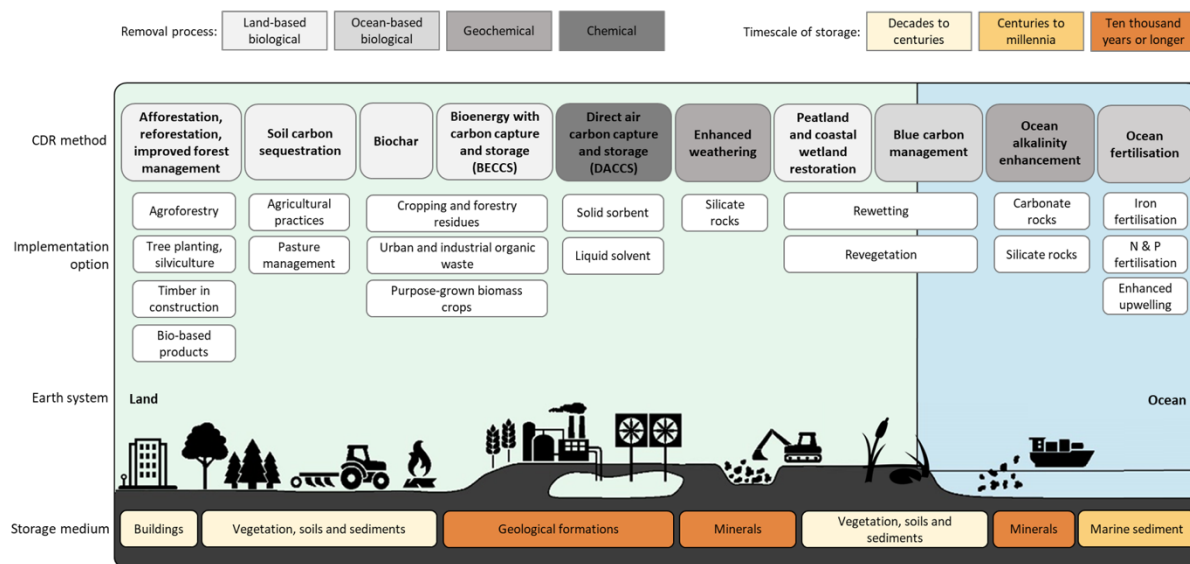 Removal process:
Land-based
biological
Ocean-based
biological
Geochemical
Chemical
Timescale of storage:
Decades to
centuries
Centuries to
millennia
Ten thousand
years or longer
CDR method
Afforestation,
reforestation,
improved forest
management
Soil carbon
sequestration
Biochar
Bioenergy with
carbon capture
and storage
(BECCS)
Direct air
carbon capture
and storage
(DACCS)
Enhanced
weathering
Peatland
and coastal
wetland
restoration
Blue carbon
management
Ocean
alkalinity
enhancement
Ocean
fertilisation
Implementation
option
Agroforestry
Tree planting,
silviculture
Timber in
construction
Bio-based
products
Agricultural
practices
Pasture
management
Cropping and forestry
residues
Urban and industrial organic
waste
Purpose-grown biomass
crops
Solid sorbent
Liquid solvent
Silicate
rocks
Rewetting
Revegetation
Carbonate
rocks
Silicate rocks
Iron
fertilisation
N & P
fertilisation
Enhanced
upwelling
Earth system
Land
Ocean
Storage medium
Buildings
Vegetation, soils and sediments
Geological formations
Minerals
Vegetation, soils and
sediments
Minerals
Marine sediment